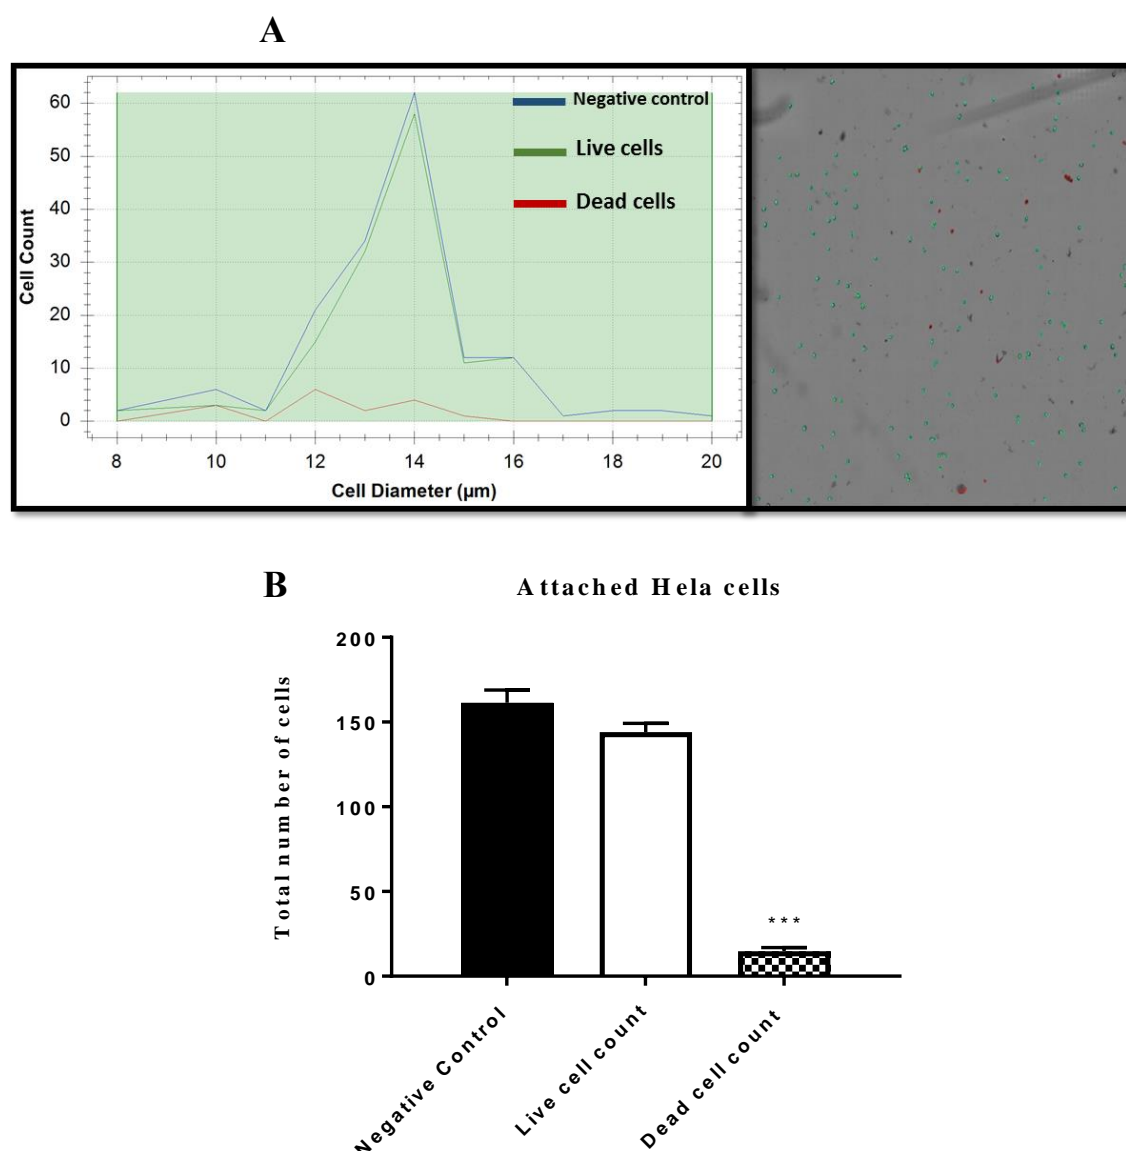 A
Cell Count
60
50
40
30
20
10
0
Negative control
Live cells
Dead cells
8 10 12 14 16 18 20
Cell Diameter (µm)
B
Attached Hela cells
Total number of cells
200
150
100
50
0
***
Negative Control
Live cell count
Dead cell count